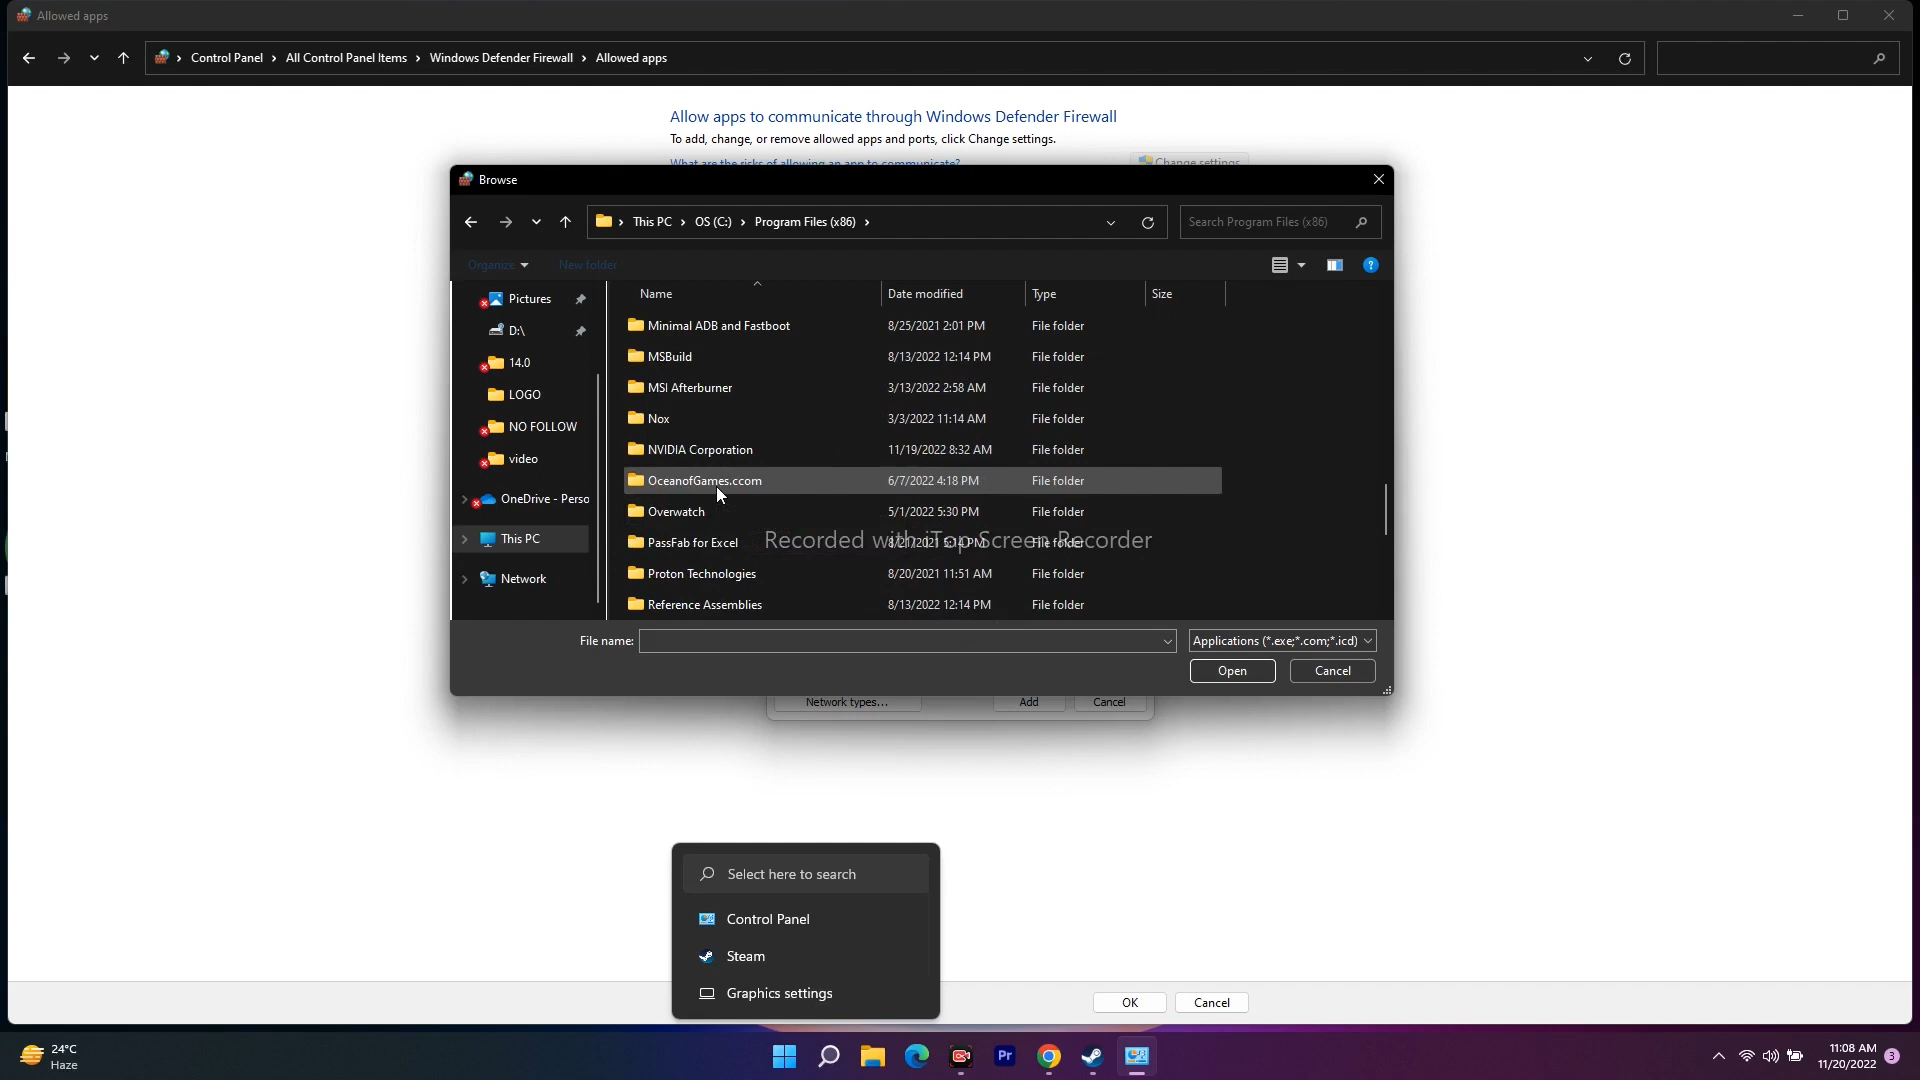 Allowed apps
Control Panel > All Control Panel Items > Windows Defender Firewall > Allowed apps
Allow apps to communicate through Windows Defender Firewall
To add, change, or remove allowed apps and ports, click Change settings.
What are the risks of allowing an app to communicate?
Change settings
Browse
This PC > OS (C:) > Program Files (x86) >
Search Program Files (x86)
Organize
New folder
Name
Date modified
Type
Size
Pictures
D:\
14.0
LOGO
NO FOLLOW
video
OneDrive - Perso
This PC
Network
Minimal ADB and Fastboot 8/25/2021 2:01 PM File folder
MSBuild 8/13/2022 12:14 PM File folder
MSI Afterburner 3/13/2022 2:58 AM File folder
Nox 3/3/2022 11:14 AM File folder
NVIDIA Corporation 11/19/2022 8:32 AM File folder
OceanofGames.ccom 6/7/2022 4:18 PM File folder
Overwatch 5/1/2022 5:30 PM File folder
PassFab for Excel 8/21/2021 5:14 PM File folder
Recorded with iTop Screen Recorder
Proton Technologies 8/20/2021 11:51 AM File folder
Reference Assemblies 8/13/2022 12:14 PM File folder
File name:
Applications (*.exe;*.com;*.icd)
Open
Cancel
Network types...
Add
Cancel
Select here to search
Control Panel
Steam
Graphics settings
OK
Cancel
24°C
Haze
Pr
11:08 AM
11/20/2022
3